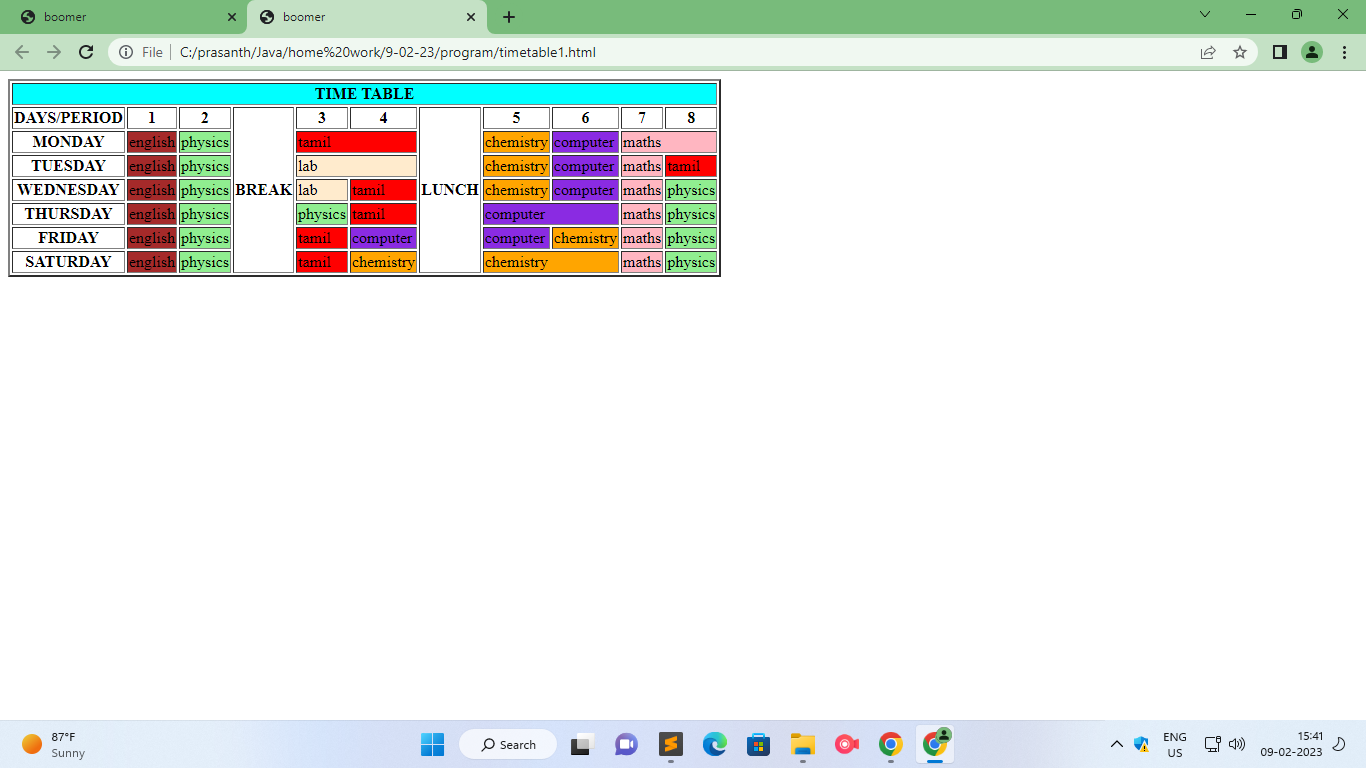 boomer
boomer
File C:/prasanth/Java/home%20work/9-02-23/program/timetable1.html
TIME TABLE
DAYS/PERIOD 1 2 BREAK 3 4 LUNCH 5 6 7 8
MONDAY english physics tamil chemistry computer maths
TUESDAY english physics lab chemistry computer maths tamil
WEDNESDAY english physics lab tamil chemistry computer maths physics
THURSDAY english physics physics tamil computer maths physics
FRIDAY english physics tamil computer computer chemistry maths physics
SATURDAY english physics tamil chemistry chemistry maths physics
87°F
Sunny
Search
ENG
US
15:41
09-02-2023